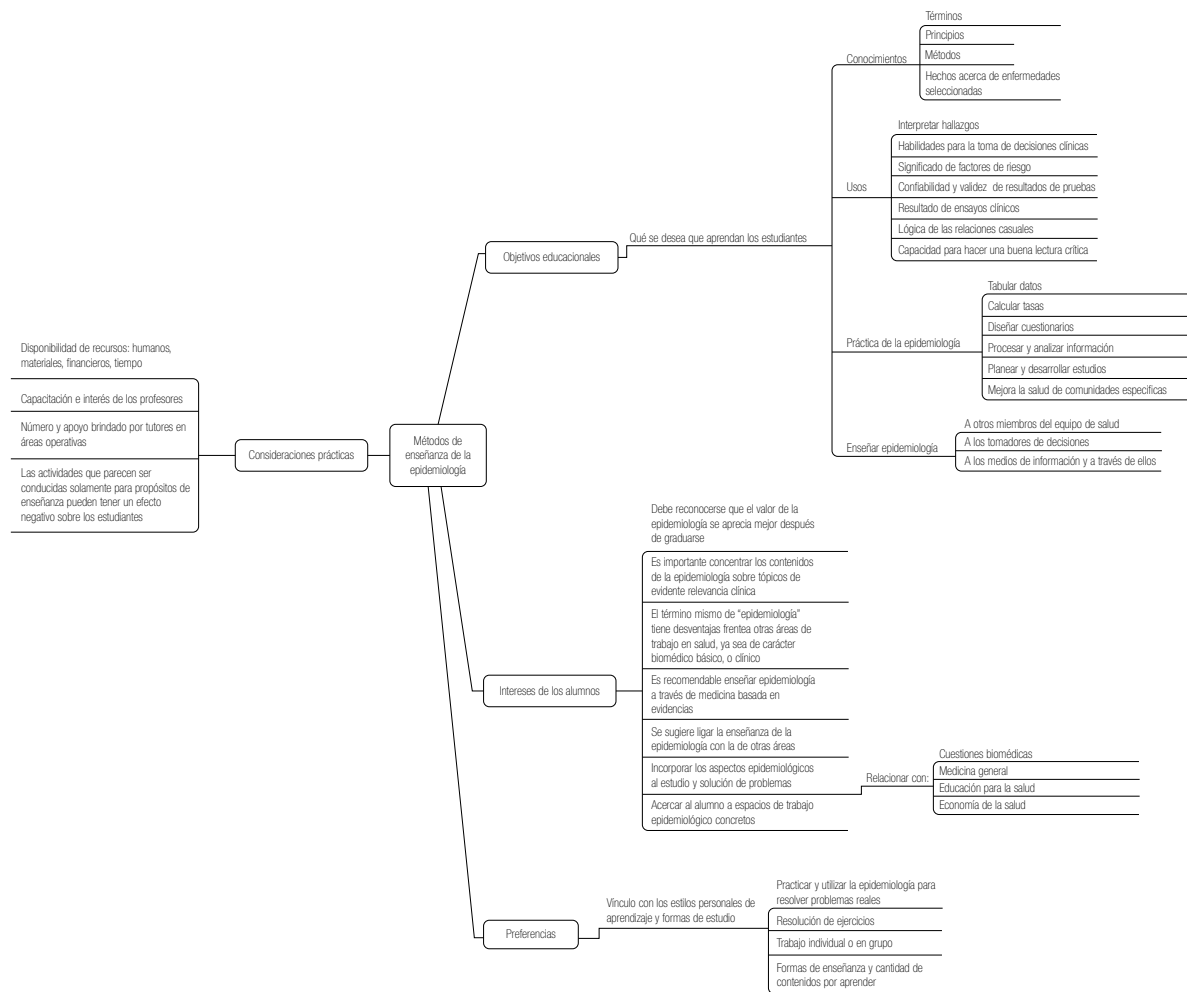 Términos
Principios
Métodos
Hechos acerca de enfermedades
seleccionadas
Conocimientos
Interpretar hallazgos
Habilidades para la toma de decisiones clínicas
Significado de factores de riesgo
Confiabilidad y validez de resultados de pruebas
Resultado de ensayos clínicos
Lógica de las relaciones casuales
Capacidad para hacer una buena lectura crítica
Usos
Qué se desea que aprendan los estudiantes
Objetivos educacionales
Tabular datos
Calcular tasas
Diseñar cuestionarios
Procesar y analizar información
Planear y desarrollar estudios
Mejora la salud de comunidades especificas
Práctica de la epidemiología
A otros miembros del equipo de salud
A los tomadores de decisiones
A los medios de información y a través de ellos
Enseñar epidemiología
Disponibilidad de recursos: humanos,
materiales, financieros, tiempo
Capacitación e interés de los profesores
Número y apoyo brindado por tutores en
áreas operativas
Las actividades que parecen ser
conducidas solamente para propósitos de
enseñanza pueden tener un efecto
negativo sobre los estudiantes
Consideraciones prácticas
Métodos de
enseñanza de la
epidemiología
Debe reconocerse que el valor de la
epidemiología se aprecia mejor después
de graduarse
Es importante concentrar los contenidos
de la epidemiología sobre tópicos de
evidente relevancia clínica
El término mismo de “epidemiología”
tiene desventajas frentea otras áreas de
trabajo en salud, ya sea de carácter
biomédico básico, o clínico
Es recomendable enseñar epidemiología
a través de medicina basada en
evidencias
Se sugiere ligar la enseñanza de la
epidemiología con la de otras áreas
Incorporar los aspectos epidemiológicos
al estudio y solución de problemas
Acercar al alumno a espacios de trabajo
epidemiológico concretos
Intereses de los alumnos
Relacionar con:
Cuestiones biomédicas
Medicina general
Educación para la salud
Economía de la salud
Preferencias
Vínculo con los estilos personales de
aprendizaje y formas de estudio
Practicar y utilizar la epidemiología para
resolver problemas reales
Resolución de ejercicios
Trabajo individual o en grupo
Formas de enseñanza y cantidad de
contenidos por aprender